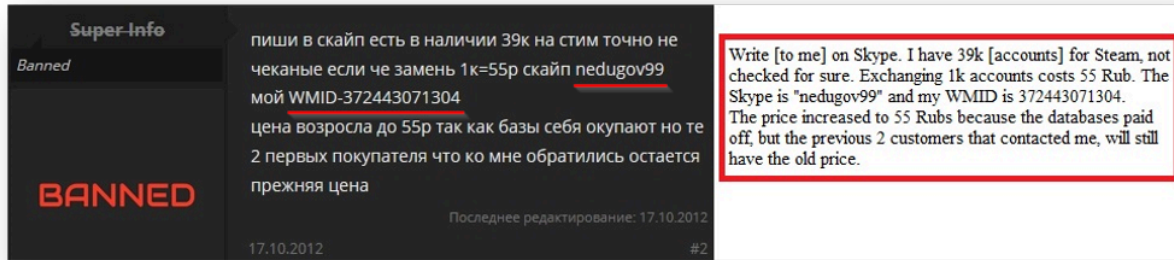 Super Info
Banned
BANNED
пиши в скайп есть в наличии 39к на стим точно не
чеканые если че замень 1к=55р скайп nedugov99
мой WMID-372443071304
цена возросла до 55р так как базы себя окупают но те
2 первых покупателя что ко мне обратились остается
прежняя цена
Последнее редактирование: 17.10.2012
17.10.2012
#2
Write [to me] on Skype. I have 39k [accounts] for Steam, not
checked for sure. Exchanging 1k accounts costs 55 Rub. The
Skype is "nedugov99" and my WMID is 372443071304.
The price increased to 55 Rubs because the databases paid
off, but the previous 2 customers that contacted me, will still
have the old price.